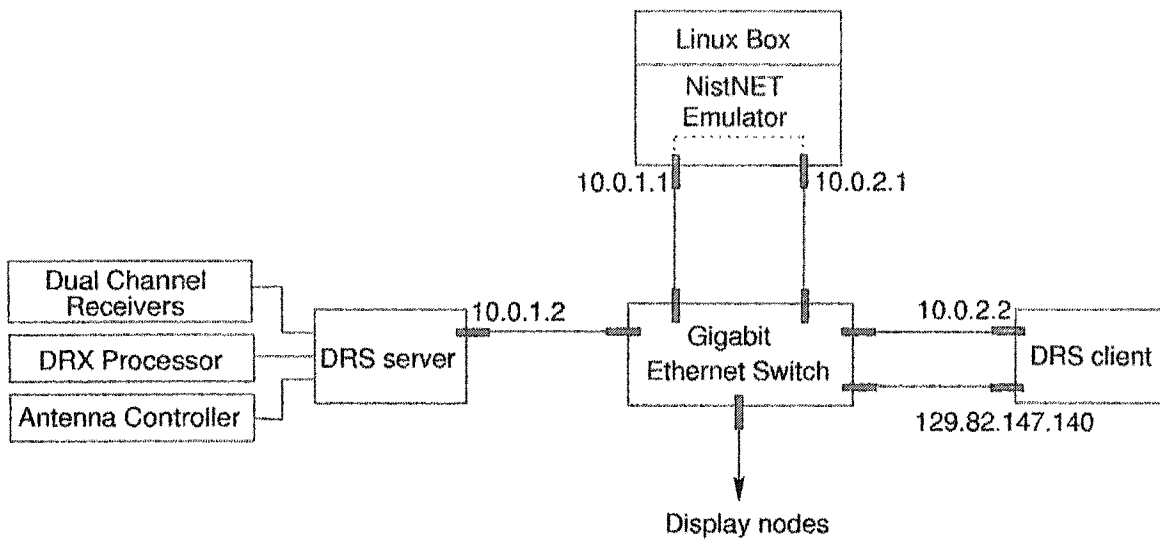 Linux Box
NistNET
Emulator
10.0.1.1
10.0.2.1
Dual Channel
Receivers
DRX Processor
Antenna Controller
DRS server
10.0.1.2
Gigabit
Ethernet Switch
10.0.2.2
DRS client
129.82.147.140
Display nodes